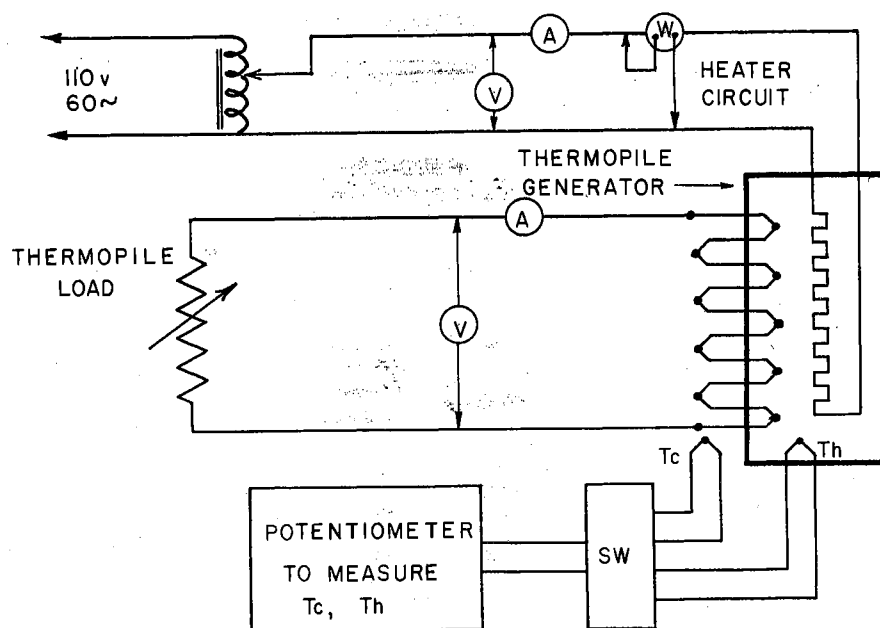 110 v
60~
A
W
V
HEATER
CIRCUIT
THERMOPILE
GENERATOR
A
THERMOPILE
LOAD
V
Tc
Th
POTENTIOMETER
TO MEASURE
Tc, Th
SW